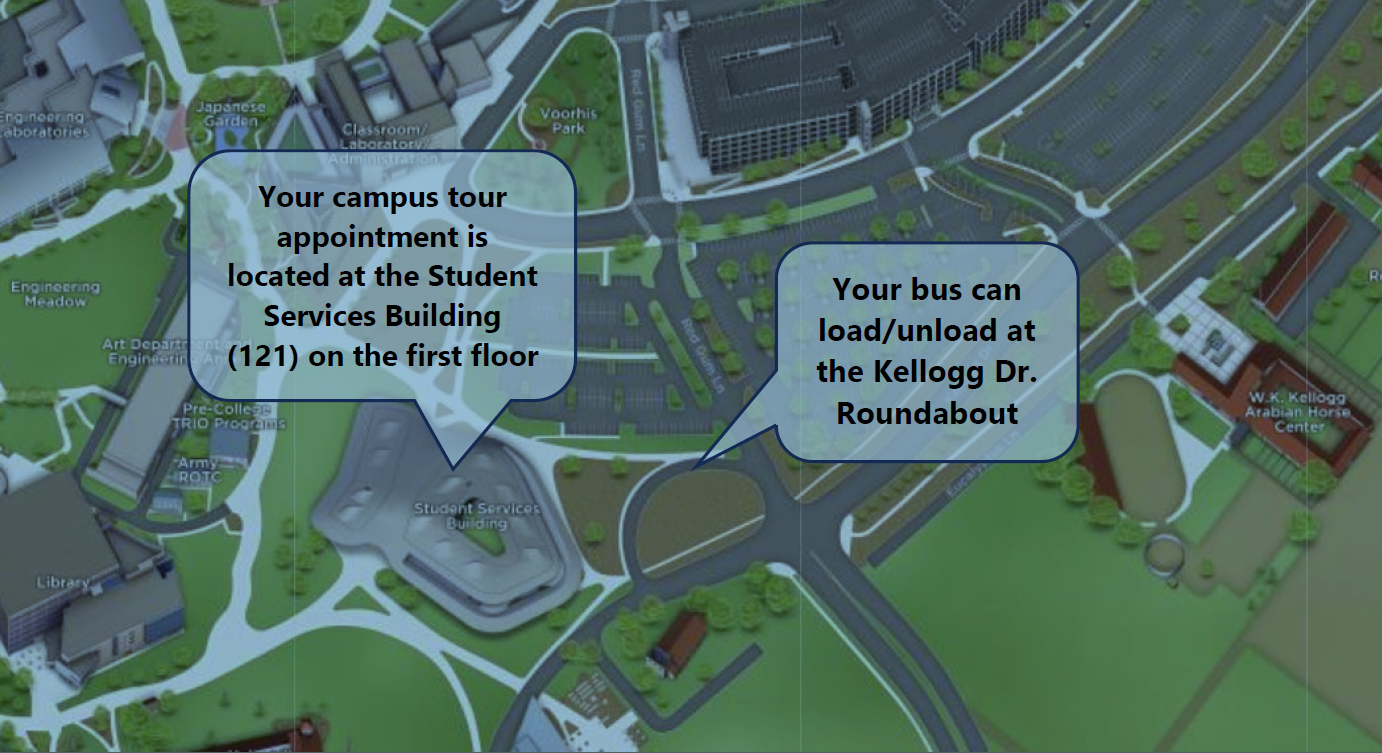 Engineering
Laboratories
Japanese
Garden
Classroom/
Laboratory/
Administration
Voorhis
Park
Red Gum Ln
Your campus tour
appointment is
located at the Student
Services Building
(121) on the first floor
Your bus can
load/unload at
the Kellogg Dr.
Roundabout
Engineering
Meadow
Art Department and
Engineering
Red Gum Ln
Pre-College
TRIO Programs
Army
ROTC
W.K. Kellogg
Arabian Horse
Center
Student Services
Building
Library